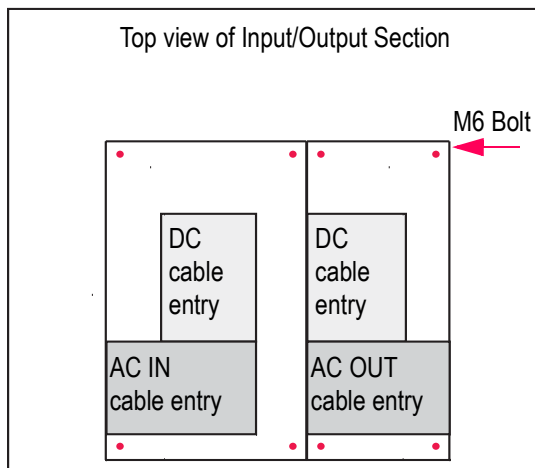 Top view of Input/Output Section
M6 Bolt
DC
cable
entry
DC
cable
entry
AC IN
cable entry
AC OUT
cable entry